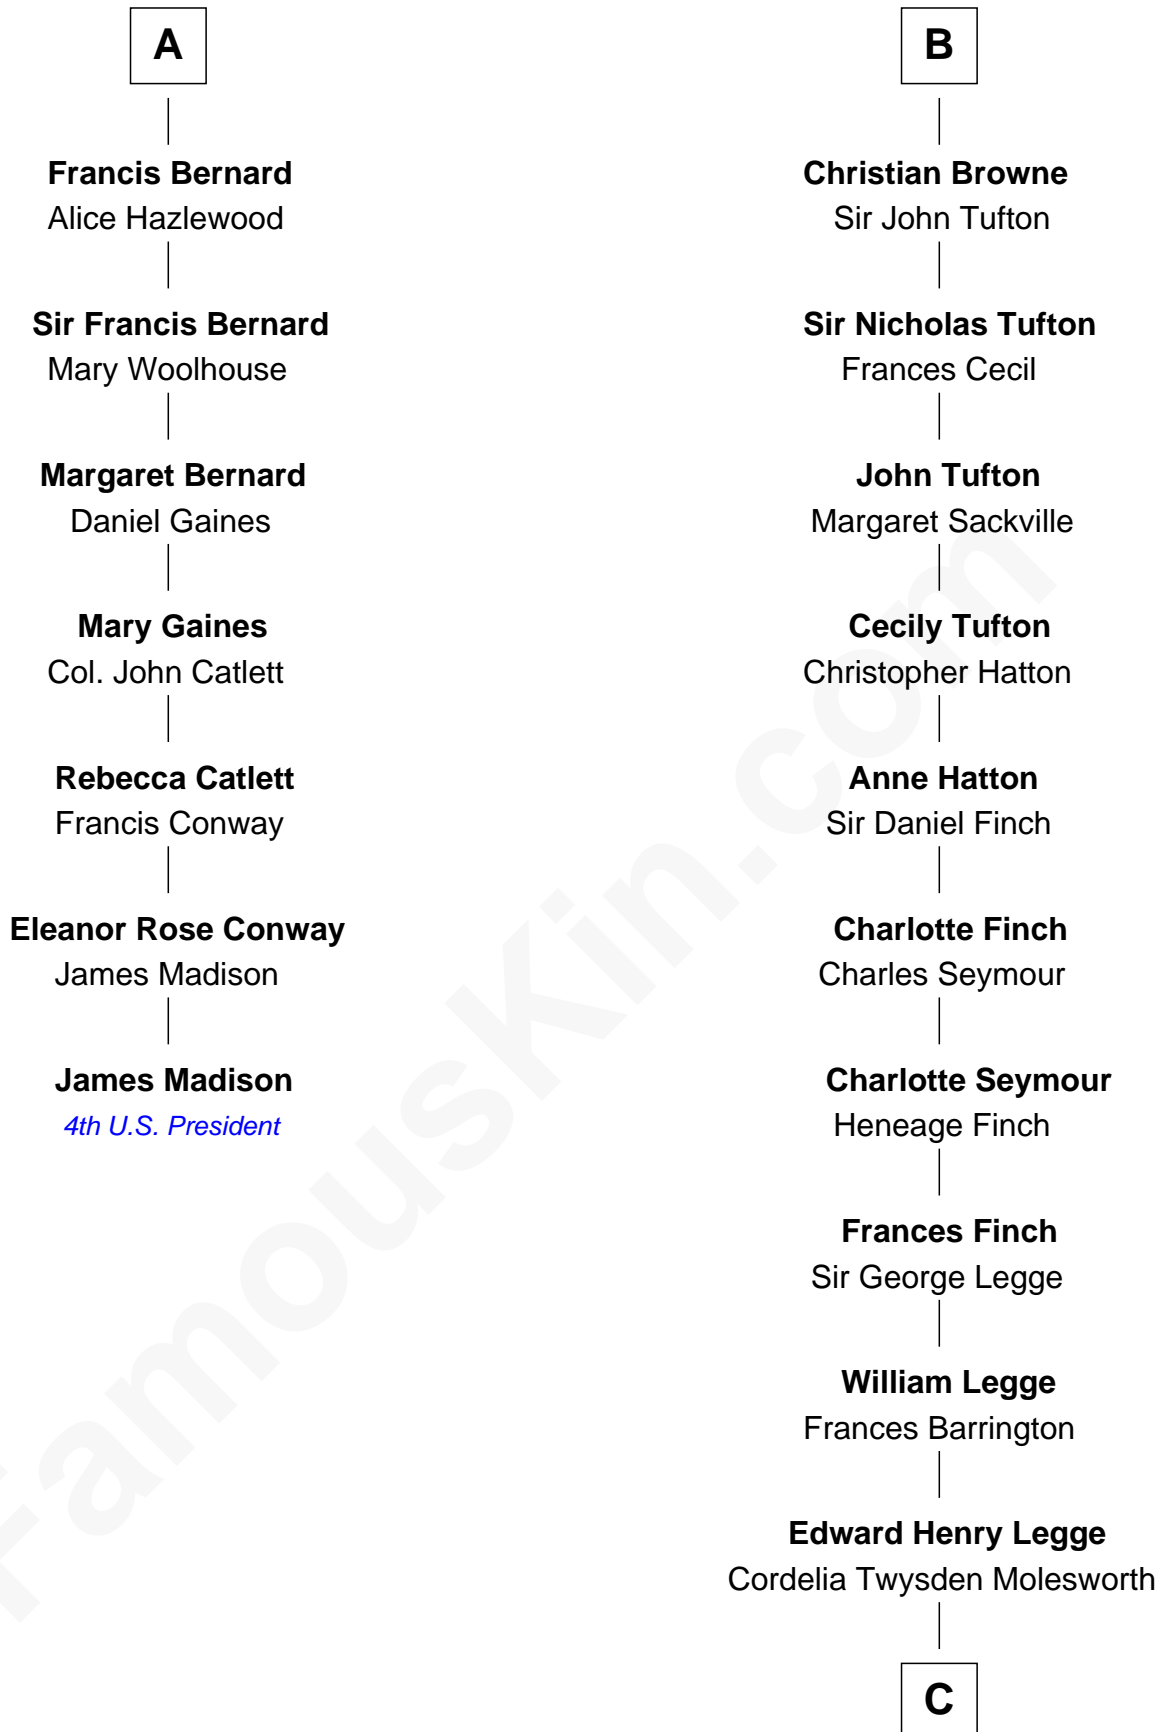 A
Francis Bernard
Alice Hazlewood
Sir Francis Bernard
Mary Woolhouse
Margaret Bernard
Daniel Gaines
Mary Gaines
Col. John Catlett
Rebecca Catlett
Francis Conway
Eleanor Rose Conway
James Madison
James Madison
4th U.S. President
B
Christian Browne
Sir John Tufton
Sir Nicholas Tufton
Frances Cecil
John Tufton
Margaret Sackville
Cecily Tufton
Christopher Hatton
Anne Hatton
Sir Daniel Finch
Charlotte Finch
Charles Seymour
Charlotte Seymour
Heneage Finch
Frances Finch
Sir George Legge
William Legge
Frances Barrington
Edward Henry Legge
Cordelia Twysden Molesworth
C
FamousKin.com